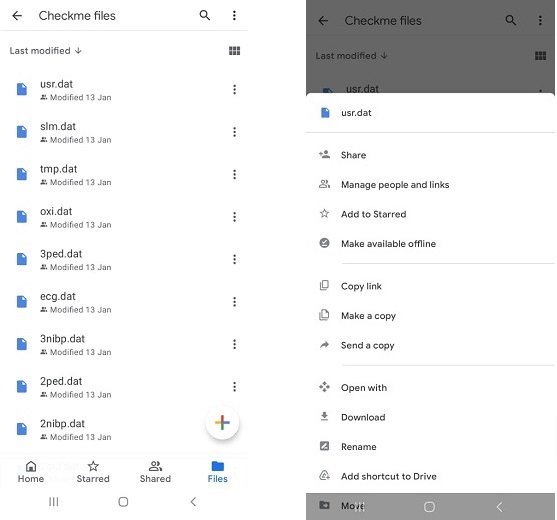 Checkme files
Last modified ↓
usr.dat
Modified 13 Jan
slm.dat
Modified 13 Jan
tmp.dat
Modified 13 Jan
oxi.dat
Modified 13 Jan
3ped.dat
Modified 13 Jan
ecg.dat
Modified 13 Jan
3nibp.dat
Modified 13 Jan
2ped.dat
Modified 13 Jan
2nibp.dat
Modified 13 Jan
Home Starred Shared Files
Checkme files
Last modified ↓
usr.dat
usr.dat
Share
Manage people and links
Add to Starred
Make available offline
Copy link
Make a copy
Send a copy
Open with
Download
Rename
Add shortcut to Drive
Move